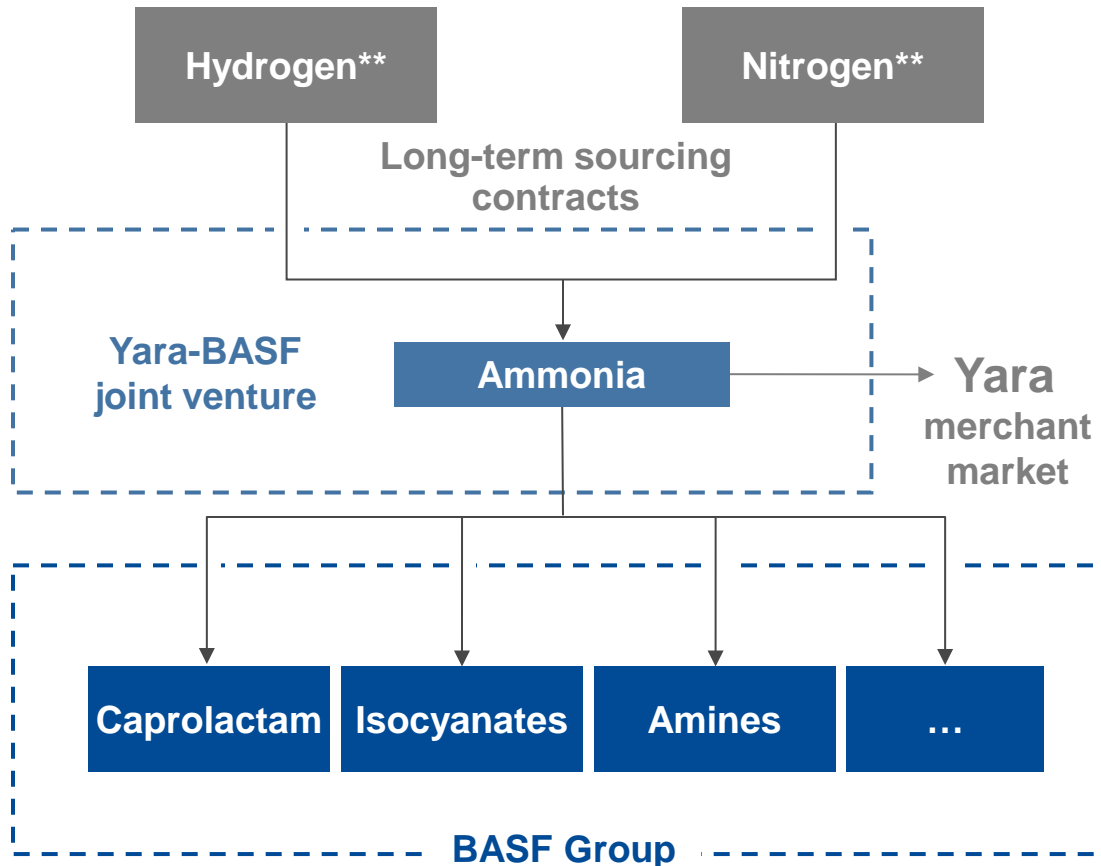 Hydrogen**
Nitrogen**
Long-term sourcing
contracts
Yara-BASF
joint venture
Ammonia
Yara
merchant
market
Caprolactam
Isocyanates
Amines
…
BASF Group